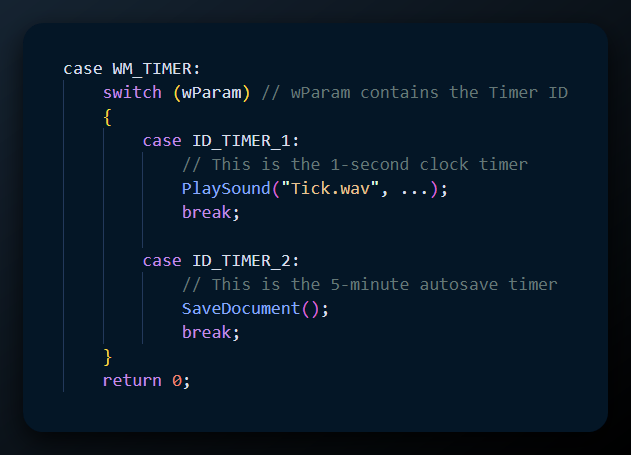 case WM_TIMER:
    switch (wParam) // wParam contains the Timer ID
    {
        case ID_TIMER_1:
            // This is the 1-second clock timer
            PlaySound("Tick.wav", ...);
            break;

        case ID_TIMER_2:
            // This is the 5-minute autosave timer
            SaveDocument();
            break;
    }
    return 0;